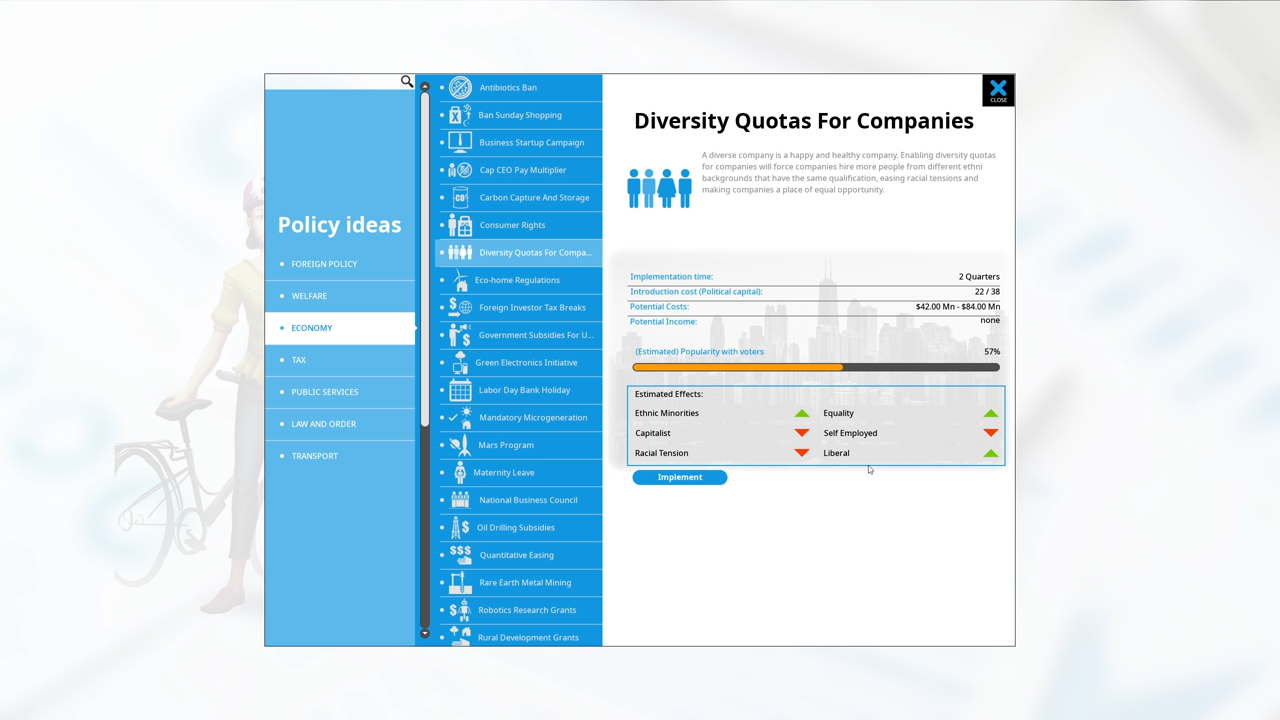 CLOSE
Policy ideas
FOREIGN POLICY
WELFARE
ECONOMY
TAX
PUBLIC SERVICES
LAW AND ORDER
TRANSPORT
Antibiotics Ban
Ban Sunday Shopping
Business Startup Campaign
Cap CEO Pay Multiplier
CO²
Carbon Capture And Storage
Consumer Rights
Diversity Quotas For Compa...
Eco-home Regulations
Foreign Investor Tax Breaks
Government Subsidies For U...
Green Electronics Initiative
Labor Day Bank Holiday
Mandatory Microgeneration
Mars Program
Maternity Leave
National Business Council
Oil Drilling Subsidies
$$$
Quantitative Easing
Rare Earth Metal Mining
Robotics Research Grants
Rural Development Grants
Diversity Quotas For Companies
A diverse company is a happy and healthy company. Enabling diversity quotas
for companies will force companies hire more people from different ethni
backgrounds that have the same qualification, easing racial tensions and
making companies a place of equal opportunity.
Implementation time: 2 Quarters
Introduction cost (Political capital): 22 / 38
Potential Costs: $42.00 Mn - $84.00 Mn
Potential Income: none
(Estimated) Popularity with voters 57%
Estimated Effects:
Ethnic Minorities Equality
Capitalist Self Employed
Racial Tension Liberal
Implement